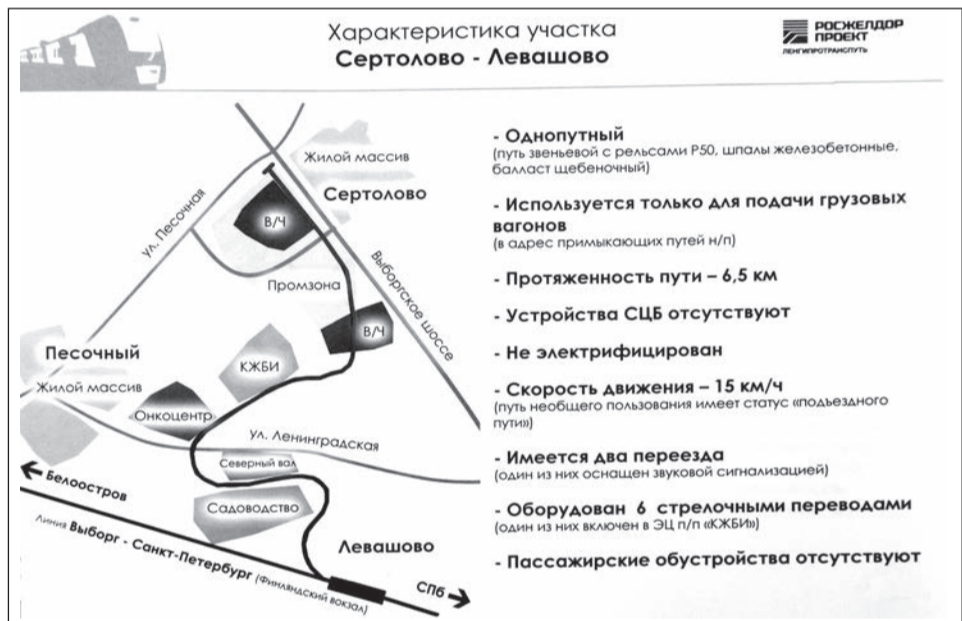 Характеристика участка
Сертолово - Левашово
РОСЖЕЛДОР
ПРОЕКТ
ЛЕНГИПРОТРАНСПУТЬ
Жилой массив
Сертолово
В/Ч
ул. Песочная
Выборгское шоссе
Промзона
В/Ч
Песочный
КЖБИ
Жилой массив
Онкоцентр
ул. Ленинградская
Северный вал
Белоостров
Садоводство
Левашово
Линия Выборг - Санкт-Петербург (Финляндский вокзал)
СПб
- Однопутный
(путь звеньевой с рельсами Р50, шпалы железобетонные,
балласт щебеночный)
- Используется только для подачи грузовых
вагонов
(в адрес примыкающих путей н/п)
- Протяженность пути – 6,5 км
- Устройства СЦБ отсутствуют
- Не электрифицирован
- Скорость движения – 15 км/ч
(путь необщего пользования имеет статус «подъездного
пути»)
- Имеется два переезда
(один из них оснащен звуковой сигнализацией)
- Оборудован 6 стрелочными переводами
(один из них включен в ЭЦ п/п «КЖБИ»)
- Пассажирские обустройства отсутствуют